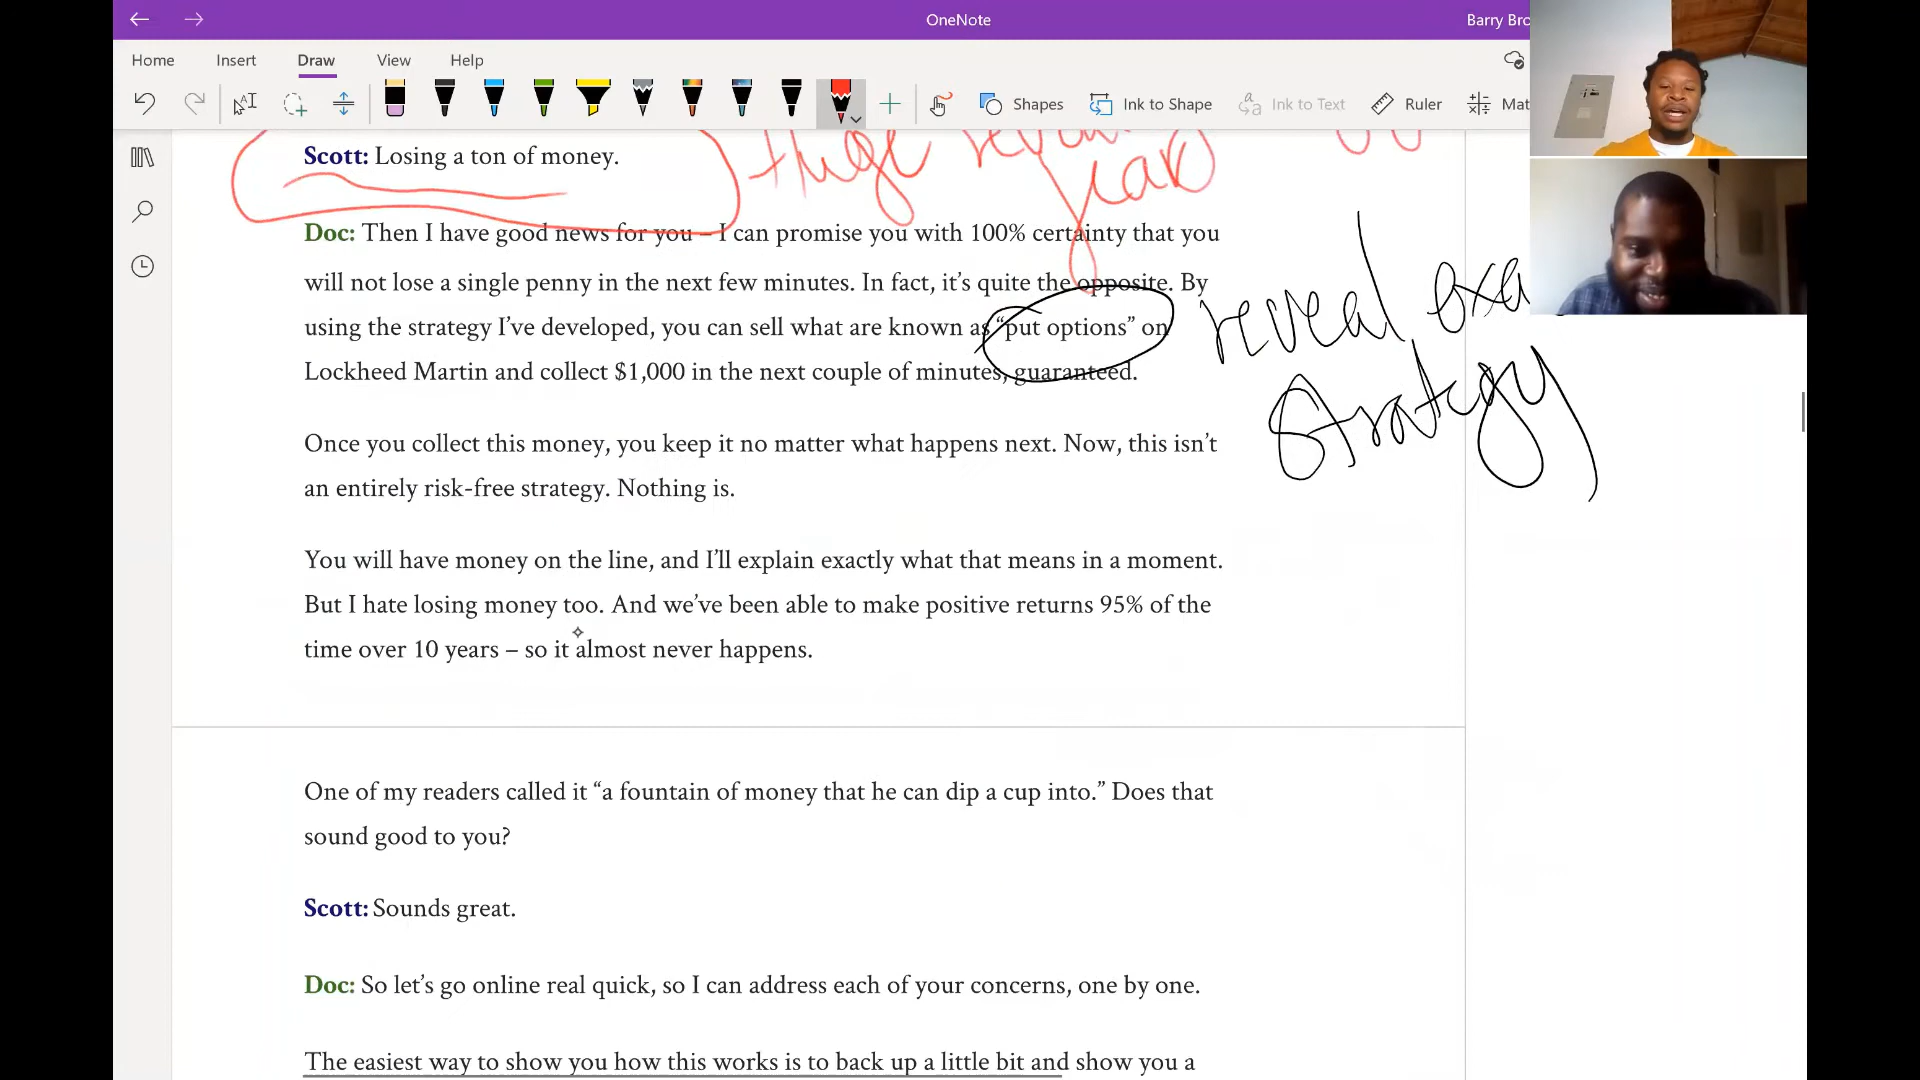 OneNote
Barry Bro
Home Insert Draw View Help
Shapes Ink to Shape Ink to Text Ruler Mat
Scott: Losing a ton of money.
Huge
years
Doc: Then I have good news for you – I can promise you with 100% certainty that you
will not lose a single penny in the next few minutes. In fact, it’s quite the opposite. By
using the strategy I’ve developed, you can sell what are known as “put options” on
Lockheed Martin and collect $1,000 in the next couple of minutes, guaranteed.
reveal exa
strategy
Once you collect this money, you keep it no matter what happens next. Now, this isn’t
an entirely risk-free strategy. Nothing is.
You will have money on the line, and I’ll explain exactly what that means in a moment.
But I hate losing money too. And we’ve been able to make positive returns 95% of the
time over 10 years – so it almost never happens.
One of my readers called it “a fountain of money that he can dip a cup into.” Does that
sound good to you?
Scott: Sounds great.
Doc: So let’s go online real quick, so I can address each of your concerns, one by one.
The easiest way to show you how this works is to back up a little bit and show you a